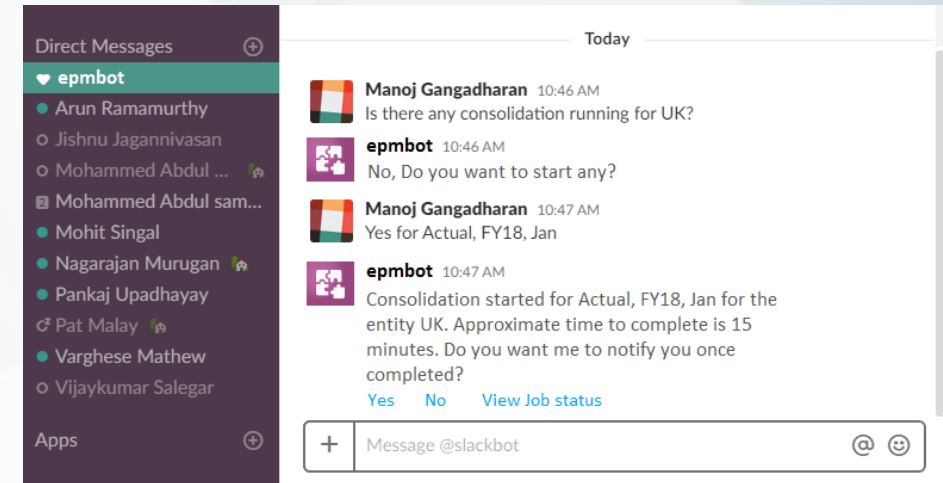 Direct Messages
epmbot
Arun Ramamurthy
Jishnu Jagannivasan
Mohammed Abdul ...
2 Mohammed Abdul sam...
Mohit Singal
Nagarajan Murugan
Pankaj Upadhayay
Pat Malay
Varghese Mathew
Vijaykumar Salegar
Apps
Today
Manoj Gangadharan 10:46 AM
Is there any consolidation running for UK?
epmbot 10:46 AM
No, Do you want to start any?
Manoj Gangadharan 10:47 AM
Yes for Actual, FY18, Jan
epmbot 10:47 AM
Consolidation started for Actual, FY18, Jan for the
entity UK. Approximate time to complete is 15
minutes. Do you want me to notify you once
completed?
Yes No View Job status
+ Message @slackbot @